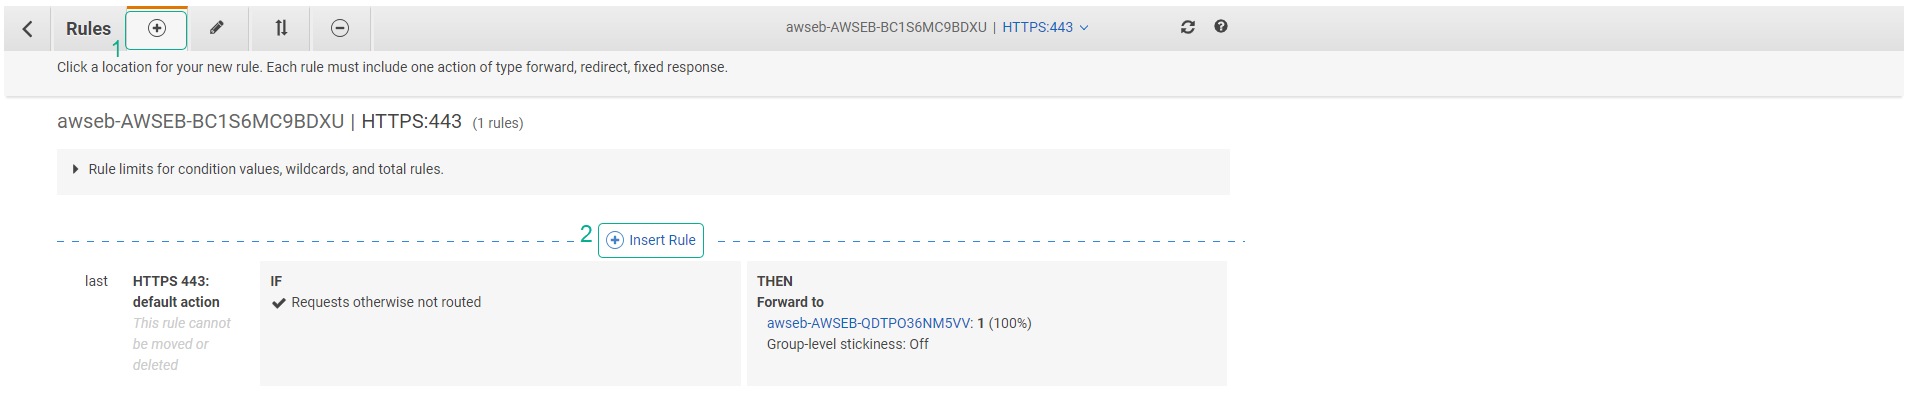 Rules
awseb-AWSEB-BC1S6MC9BDXU | HTTPS:443
1
Click a location for your new rule. Each rule must include one action of type forward, redirect, fixed response.
awseb-AWSEB-BC1S6MC9BDXU | HTTPS:443 (1 rules)
Rule limits for condition values, wildcards, and total rules.
2 Insert Rule
last
HTTPS 443:
default action
This rule cannot
be moved or
deleted
IF
Requests otherwise not routed
THEN
Forward to
awseb-AWSEB-QDTPO36NM5VV: 1 (100%)
Group-level stickiness: Off